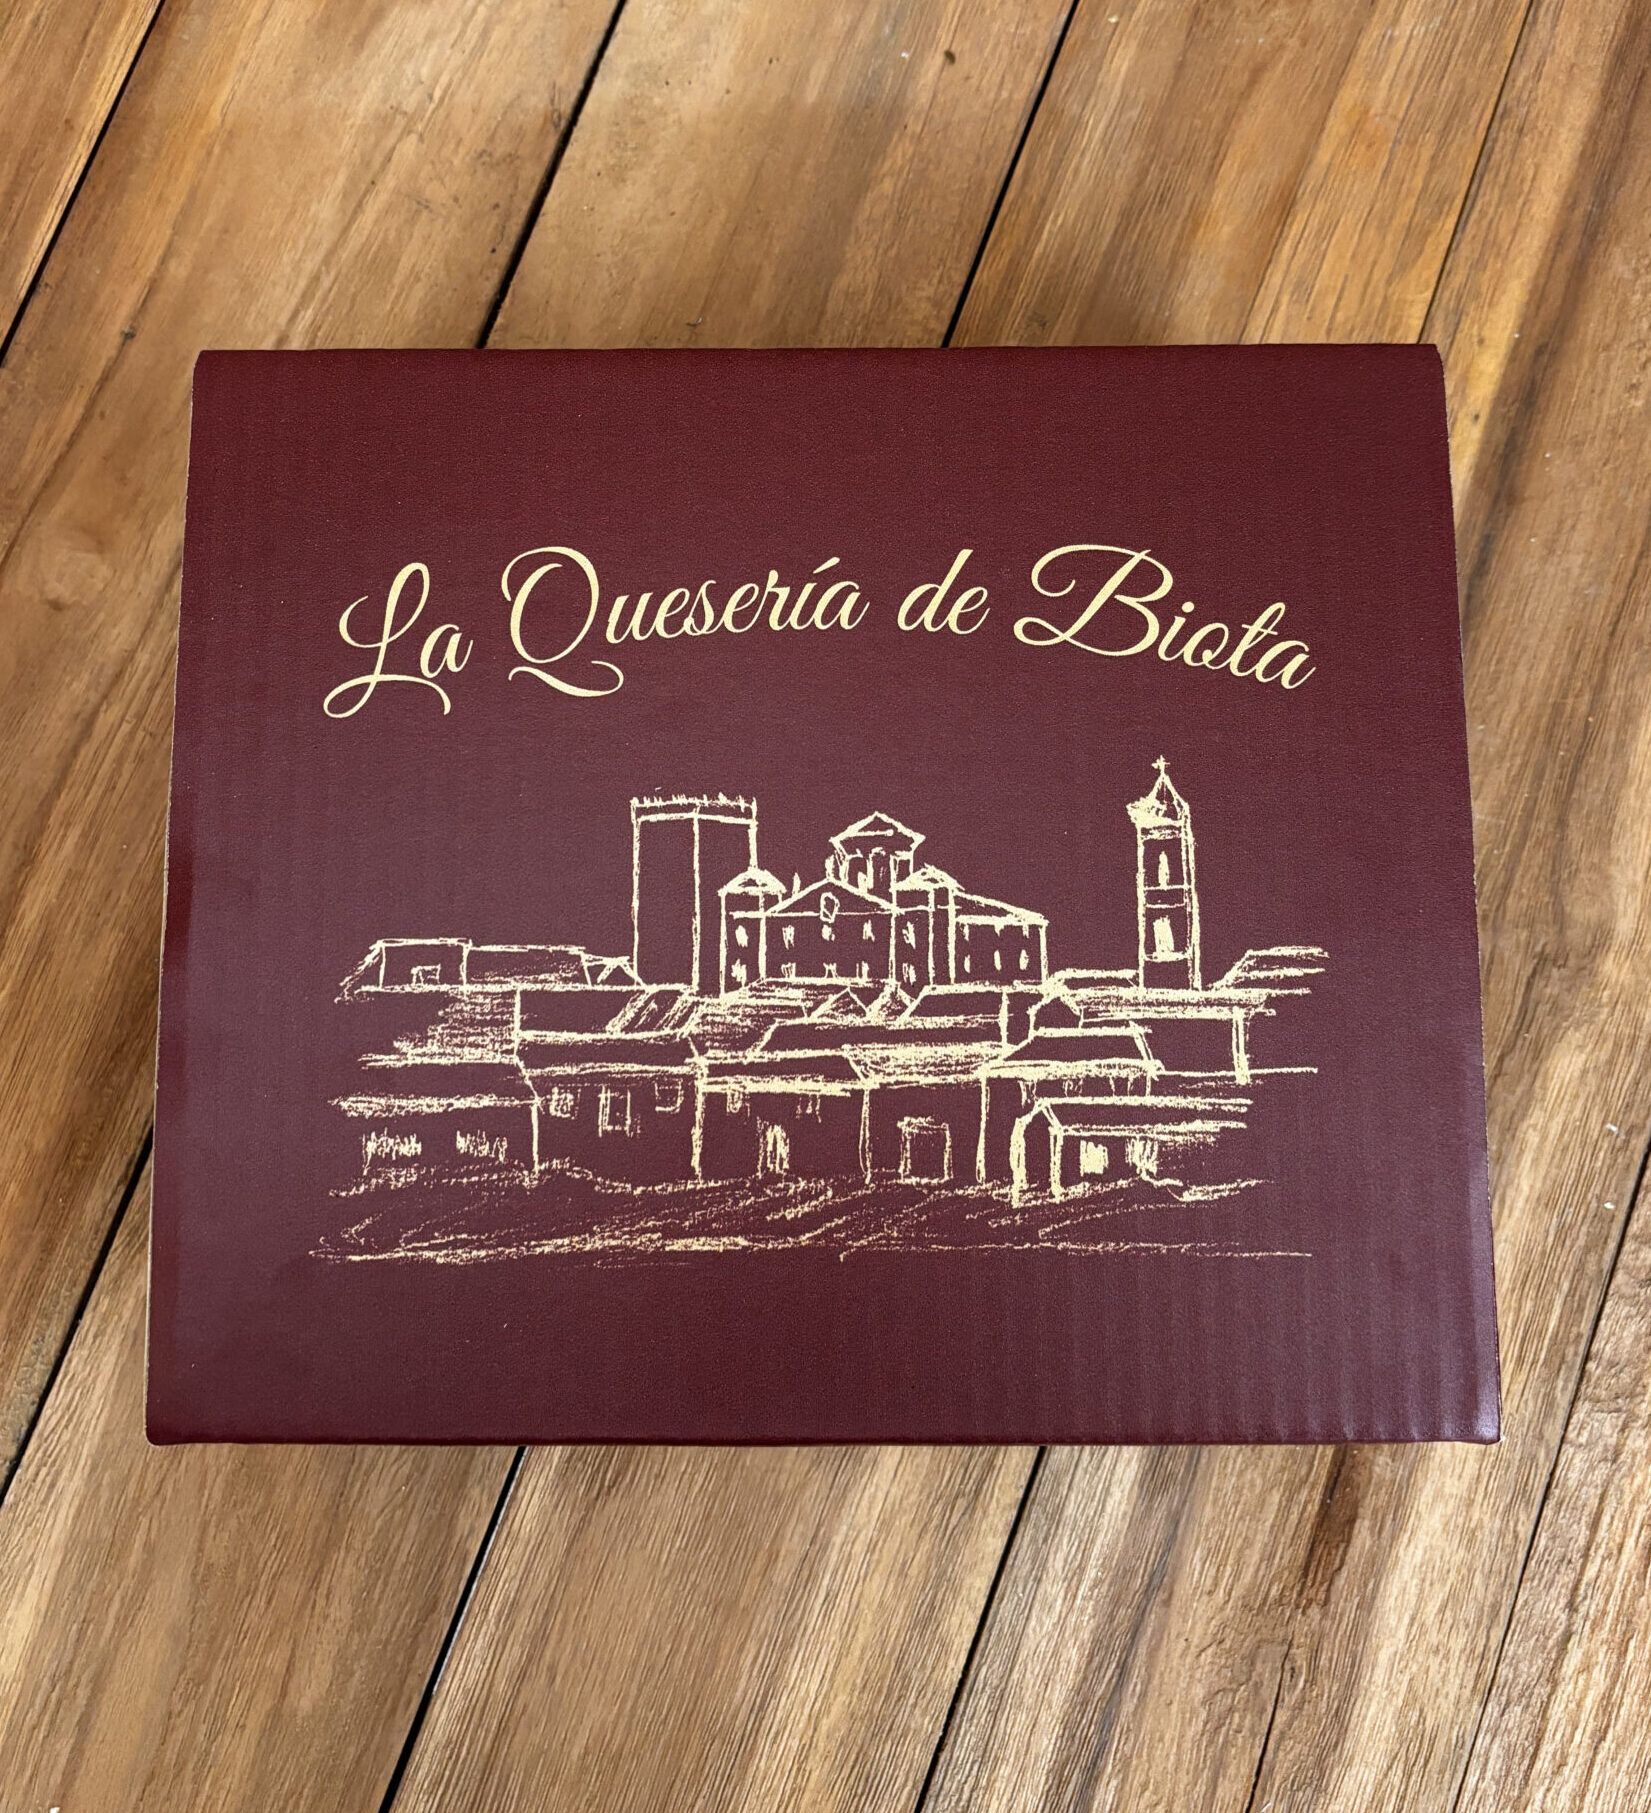 La Quesería de Biota